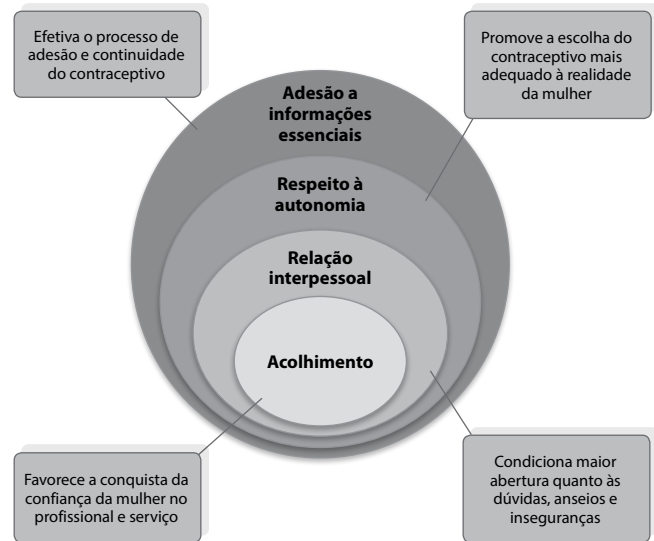 Efetiva o processo de
adesão e continuidade
do contraceptivo
Promove a escolha do
contraceptivo mais
adequado à realidade
da mulher
Adesão a
informações
essenciais
Respeito à
autonomia
Relação
interpessoal
Acolhimento
Favorece a conquista da
confiança da mulher no
profissional e serviço
Condiciona maior
abertura quanto às
dúvidas, anseios e
inseguranças